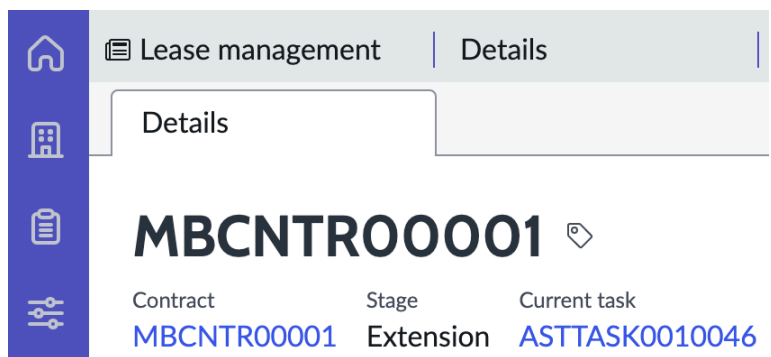 Lease management
Details
Details
MBCNTR00001
Contract Stage Current task
MBCNTR00001 Extension ASTTASK0010046